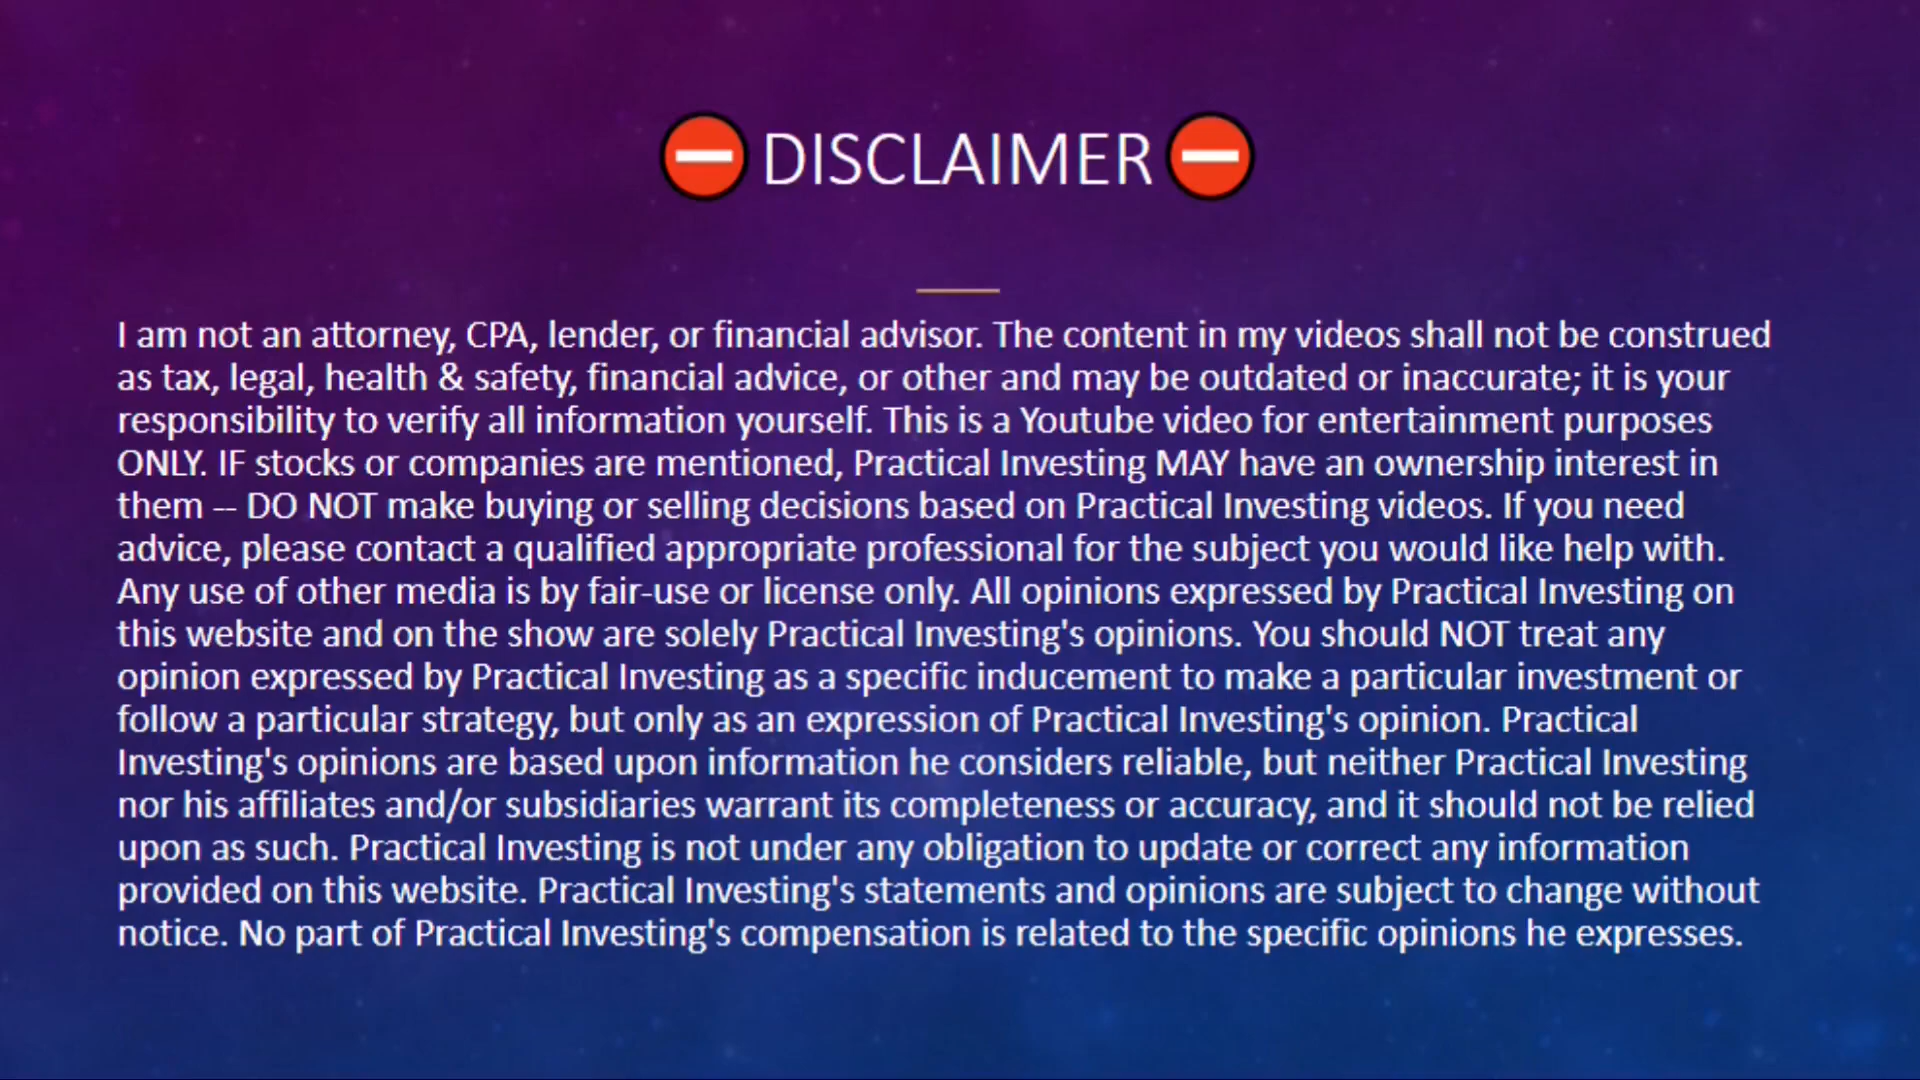 ⛔DISCLAIMER⛔
I am not an attorney, CPA, lender, or financial advisor. The content in my videos shall not be construed
as tax, legal, health & safety, financial advice, or other and may be outdated or inaccurate; it is your
responsibility to verify all information yourself. This is a Youtube video for entertainment purposes
ONLY. IF stocks or companies are mentioned, Practical Investing MAY have an ownership interest in
them -- DO NOT make buying or selling decisions based on Practical Investing videos. If you need
advice, please contact a qualified appropriate professional for the subject you would like help with.
Any use of other media is by fair-use or license only. All opinions expressed by Practical Investing on
this website and on the show are solely Practical Investing's opinions. You should NOT treat any
opinion expressed by Practical Investing as a specific inducement to make a particular investment or
follow a particular strategy, but only as an expression of Practical Investing's opinion. Practical
Investing's opinions are based upon information he considers reliable, but neither Practical Investing
nor his affiliates and/or subsidiaries warrant its completeness or accuracy, and it should not be relied
upon as such. Practical Investing is not under any obligation to update or correct any information
provided on this website. Practical Investing's statements and opinions are subject to change without
notice. No part of Practical Investing's compensation is related to the specific opinions he expresses.